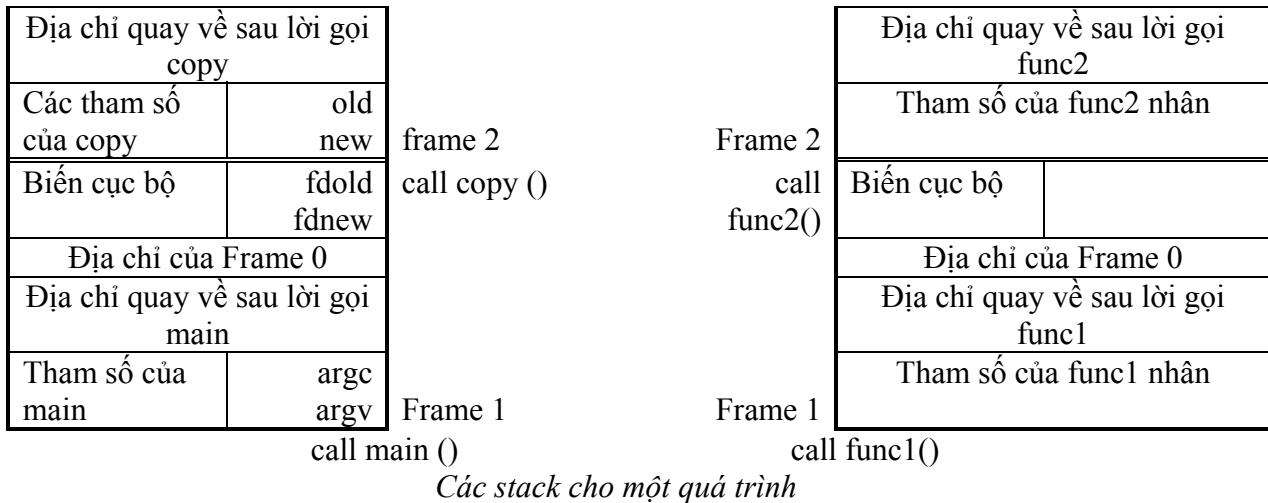 Địa chỉ quay về sau lời gọi
copy
Các tham số
của copy
old
new
frame 2
Biến cục bộ
fdold
fdnew
call copy ()
Địa chỉ của Frame 0
Địa chỉ quay về sau lời gọi
main
Tham số của
main
argc
argv
Frame 1
call main ()
Địa chỉ quay về sau lời gọi
func2
Tham số của func2 nhân
Frame 2
call
func2()
Biến cục bộ
Địa chỉ của Frame 0
Địa chỉ quay về sau lời gọi
func1
Tham số của func1 nhân
Frame 1
call func1()
Các stack cho một quá trình